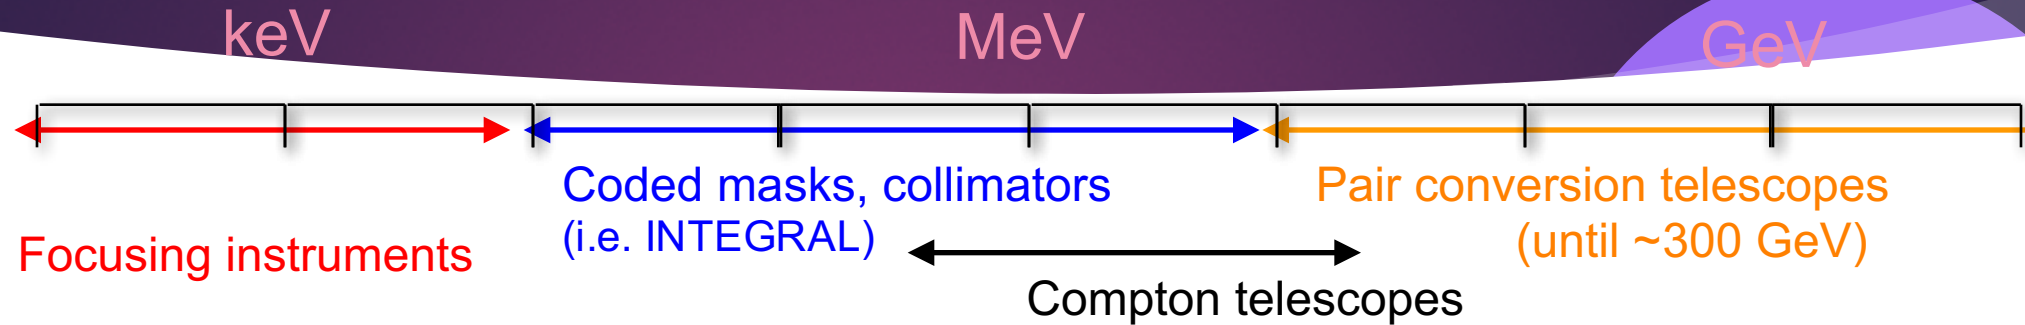 keV MeV GeV
Coded masks, collimators
(i.e. INTEGRAL)
Pair conversion telescopes
(until ~300 GeV)
Focusing instruments
Compton telescopes